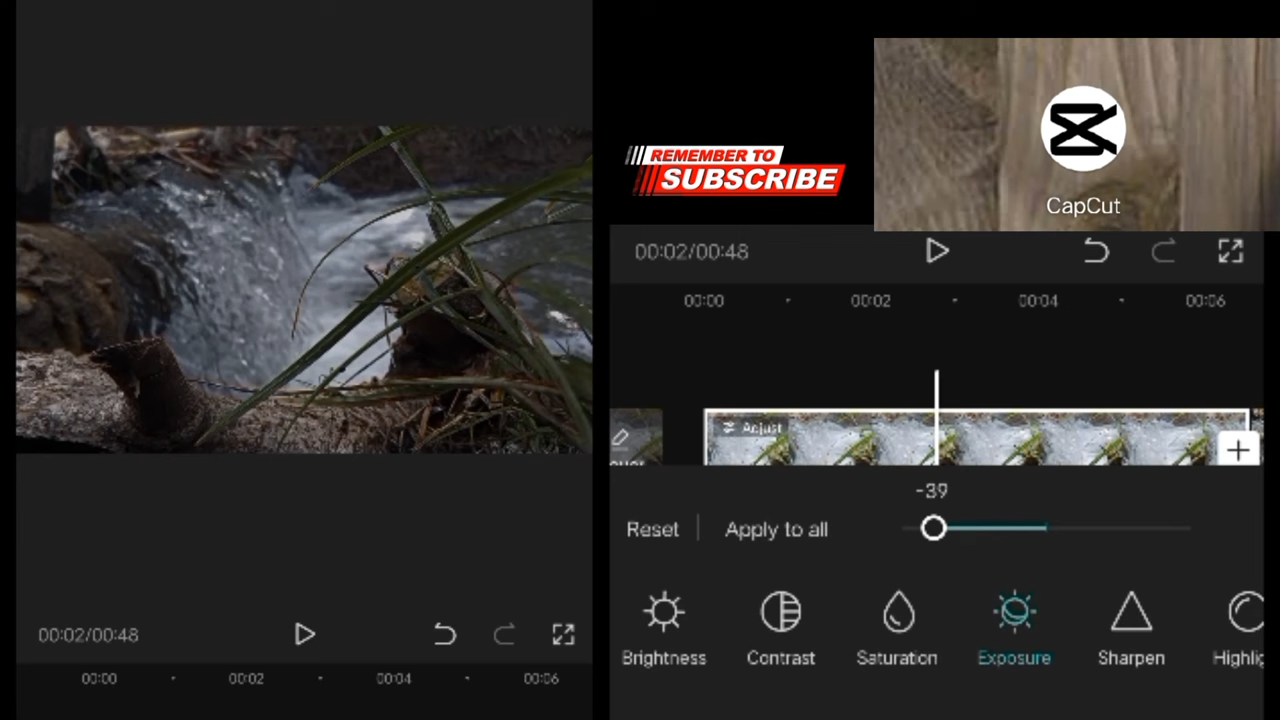 REMEMBER TO
SUBSCRIBE
CapCut
00:02/00:48
00:00
00:02
00:04
00:06
Adjust
-39
Reset
Apply to all
Brightness
Contrast
Saturation
Exposure
Sharpen
Highlig
00:02/00:48
00:00
00:02
00:04
00:06